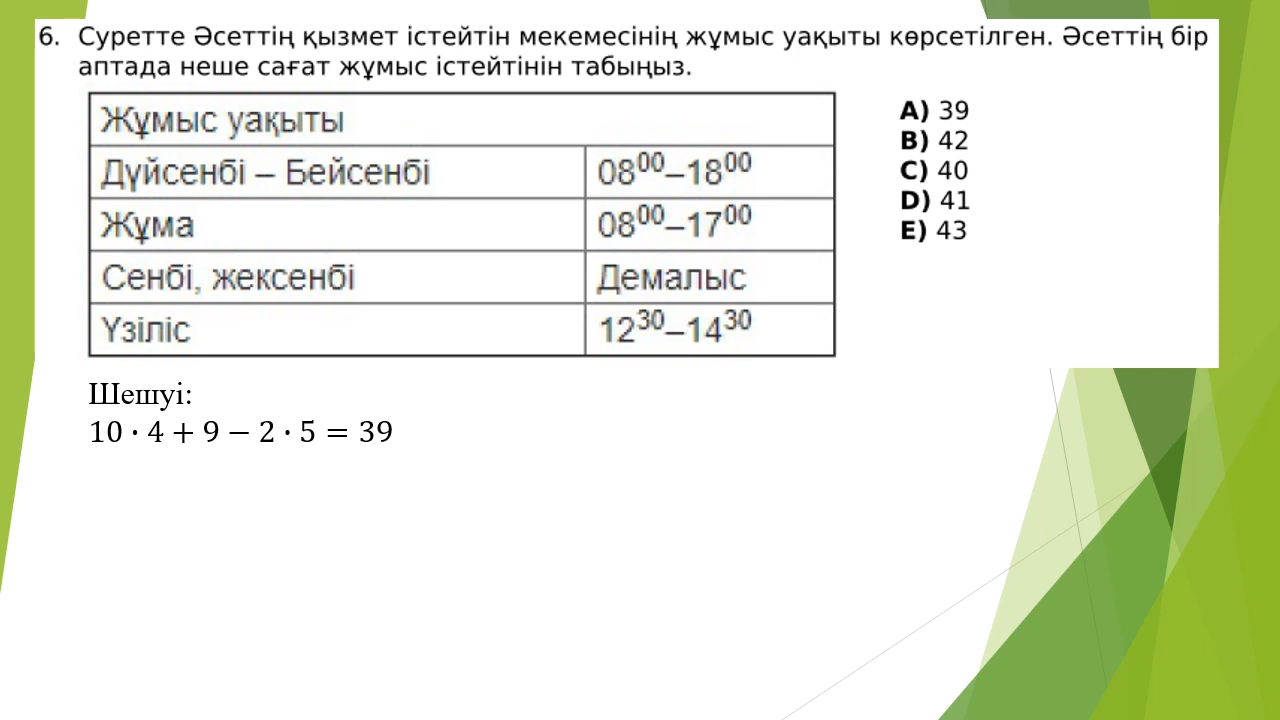 6. Суретте Әсеттің қызмет істейтін мекемесінің жұмыс уақыты көрсетілген. Әсеттің бір
аптада неше сағат жұмыс істейтінін табыңыз.
Жұмыс уақыты
Дүйсенбі – Бейсенбі 08⁰⁰–18⁰⁰
Жұма 08⁰⁰–17⁰⁰
Сенбі, жексенбі Демалыс
Үзіліс 12³⁰–14³⁰
A) 39
B) 42
C) 40
D) 41
E) 43
Шешуі:
10 · 4 + 9 − 2 · 5 = 39